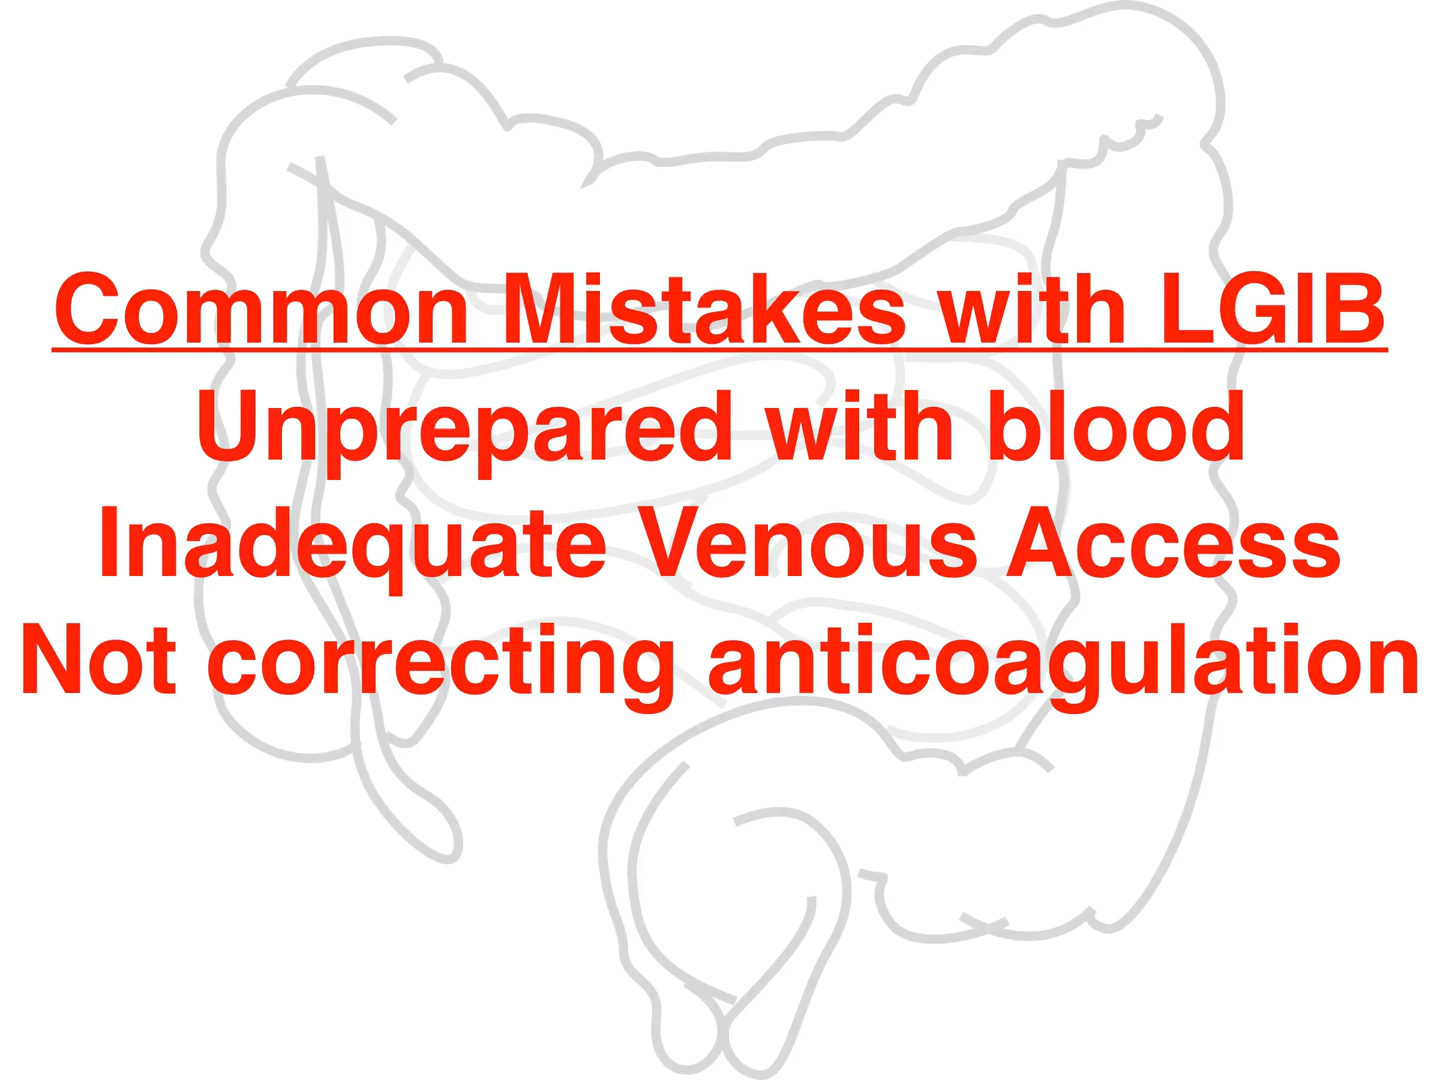 Common Mistakes with LGIB
Unprepared with blood
Inadequate Venous Access
Not correcting anticoagulation